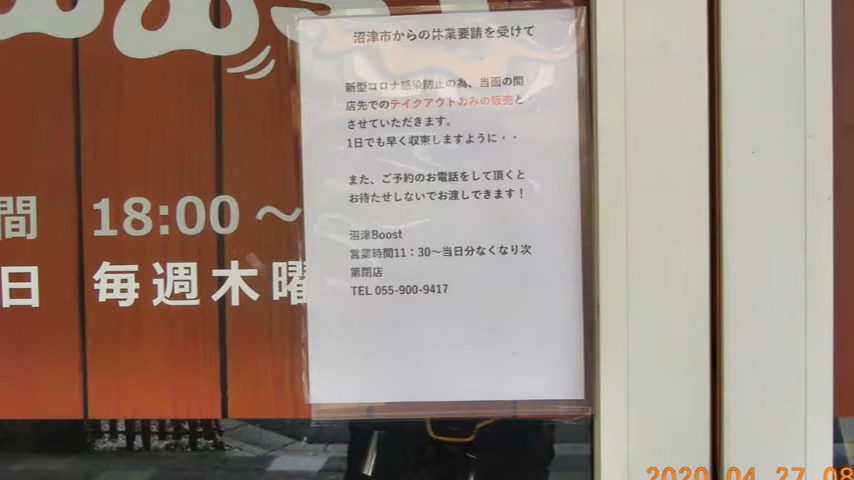 沼津市からの休業要請を受けて
新型コロナ感染防止の為、当面の間
店先でのテイクアウトのみの販売と
させていただきます。
1日でも早く収束しますように・・
また、ご予約のお電話をして頂くと
お待たせしないでお渡しできます！
沼津Boost
営業時間11：30～当日分なくなり次
第閉店
TEL 055-900-9417
間 18:00～
日 毎週木曜
2020 04 27 08